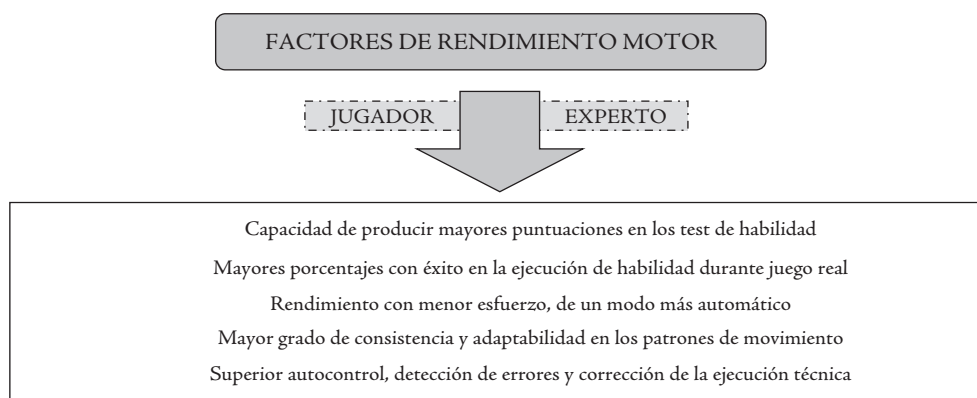 FACTORES DE RENDIMIENTO MOTOR
JUGADOR EXPERTO
Capacidad de producir mayores puntuaciones en los test de habilidad
Mayores porcentajes con éxito en la ejecución de habilidad durante juego real
Rendimiento con menor esfuerzo, de un modo más automático
Mayor grado de consistencia y adaptabilidad en los patrones de movimiento
Superior autocontrol, detección de errores y corrección de la ejecución técnica